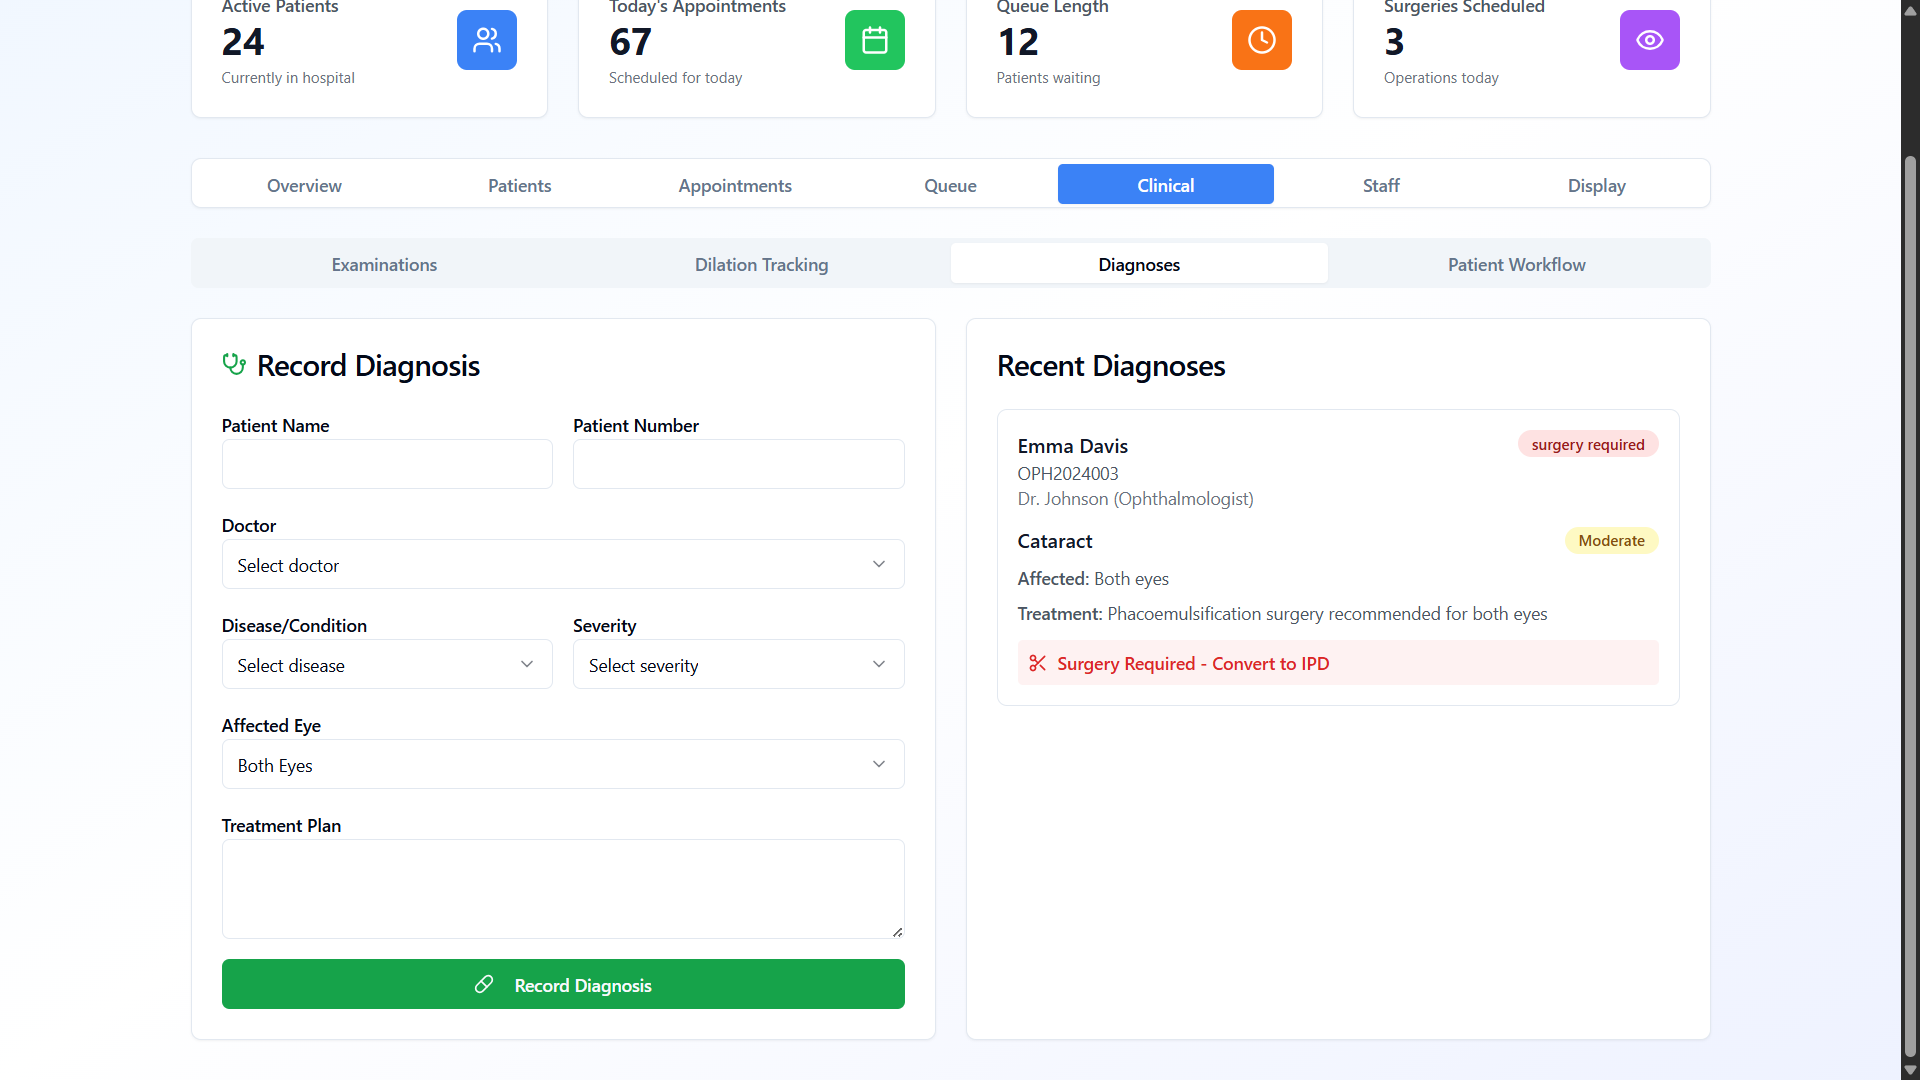 Active Patients
24
Currently in hospital
Today's Appointments
67
Scheduled for today
Queue Length
12
Patients waiting
Surgeries Scheduled
3
Operations today
Overview
Patients
Appointments
Queue
Clinical
Staff
Display
Examinations
Dilation Tracking
Diagnoses
Patient Workflow
Record Diagnosis
Patient Name
Patient Number
Doctor
Select doctor
Disease/Condition
Severity
Select disease
Select severity
Affected Eye
Both Eyes
Treatment Plan
Record Diagnosis
Recent Diagnoses
Emma Davis
surgery required
OPH2024003
Dr. Johnson (Ophthalmologist)
Cataract
Moderate
Affected: Both eyes
Treatment: Phacoemulsification surgery recommended for both eyes
Surgery Required - Convert to IPD